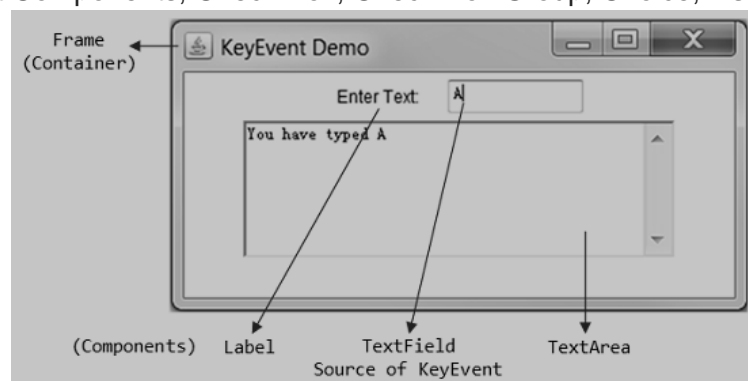 Frame
(Container)
KeyEvent Demo
Enter Text: A
You have typed A
(Components) Label TextField TextArea
Source of KeyEvent